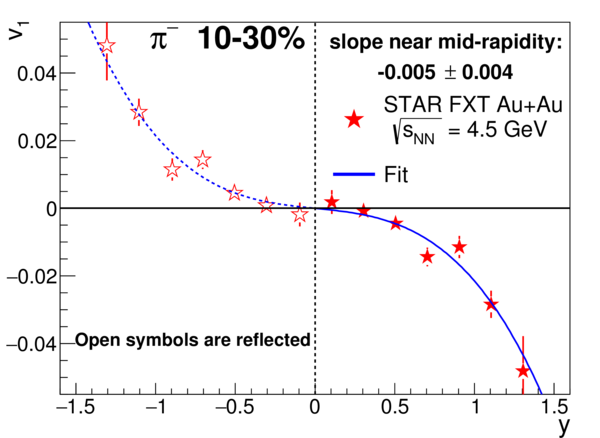 v₁
π⁻ 10-30%
slope near mid-rapidity:
-0.005 ± 0.004
STAR FXT Au+Au
√sNN = 4.5 GeV
Fit
0.04
0.02
0
−0.02
−0.04
Open symbols are reflected
−1.5 −1 −0.5 0 0.5 1 1.5
y